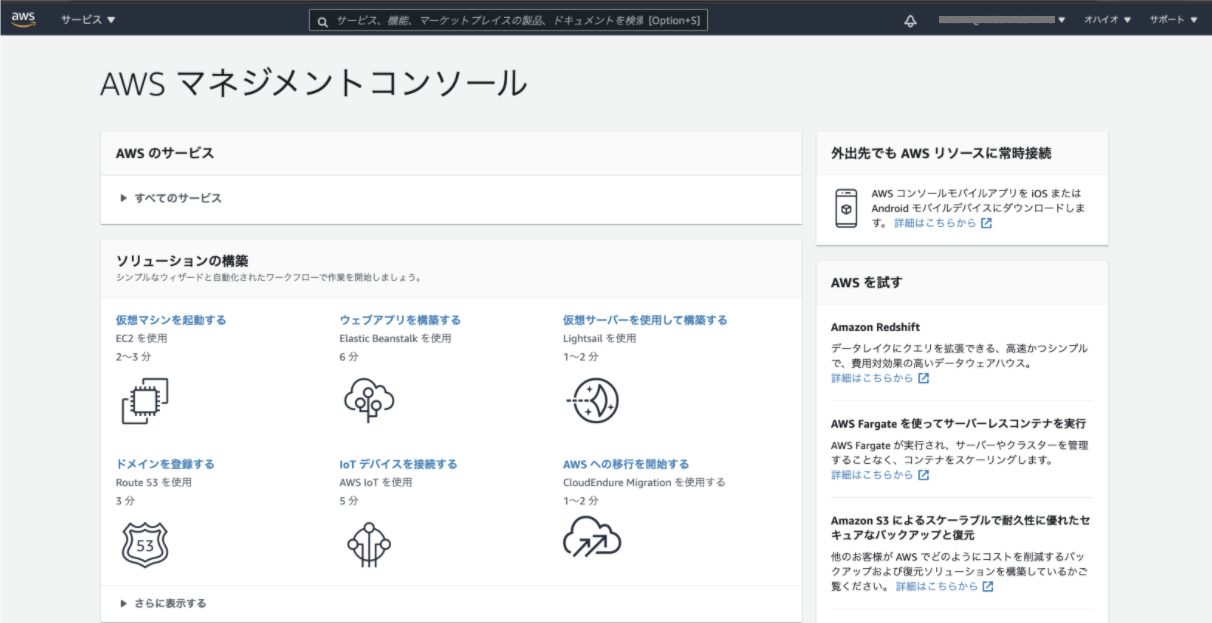 aws
サービス ▼
サービス、機能、マーケットプレイスの製品、ドキュメントを検索 [Option+S]
オハイオ ▼
サポート ▼
AWS マネジメントコンソール
AWS のサービス
▶ すべてのサービス
ソリューションの構築
シンプルなウィザードと自動化されたワークフローで作業を開始しましょう。
仮想マシンを起動する
EC2 を使用
2～3 分
ウェブアプリを構築する
Elastic Beanstalk を使用
6 分
仮想サーバーを使用して構築する
Lightsail を使用
1～2 分
ドメインを登録する
Route 53 を使用
3 分
53
IoT デバイスを接続する
AWS IoT を使用
5 分
AWS への移行を開始する
CloudEndure Migration を使用する
1～2 分
▶ さらに表示する
外出先でも AWS リソースに常時接続
AWS コンソールモバイルアプリを iOS または
Android モバイルデバイスにダウンロードしま
す。 詳細はこちらから
AWS を試す
Amazon Redshift
データレイクにクエリを拡張できる、高速かつシンプル
で、費用対効果の高いデータウェアハウス。
詳細はこちらから
AWS Fargate を使ってサーバーレスコンテナを実行
AWS Fargate が実行され、サーバーやクラスターを管理
することなく、コンテナをスケーリングします。
詳細はこちらから
Amazon S3 によるスケーラブルで耐久性に優れたセ
キュアなバックアップと復元
他のお客様が AWS でどのようにコストを削減するバッ
クアップおよび復元ソリューションを構築しているかご
覧ください。 詳細はこちらから